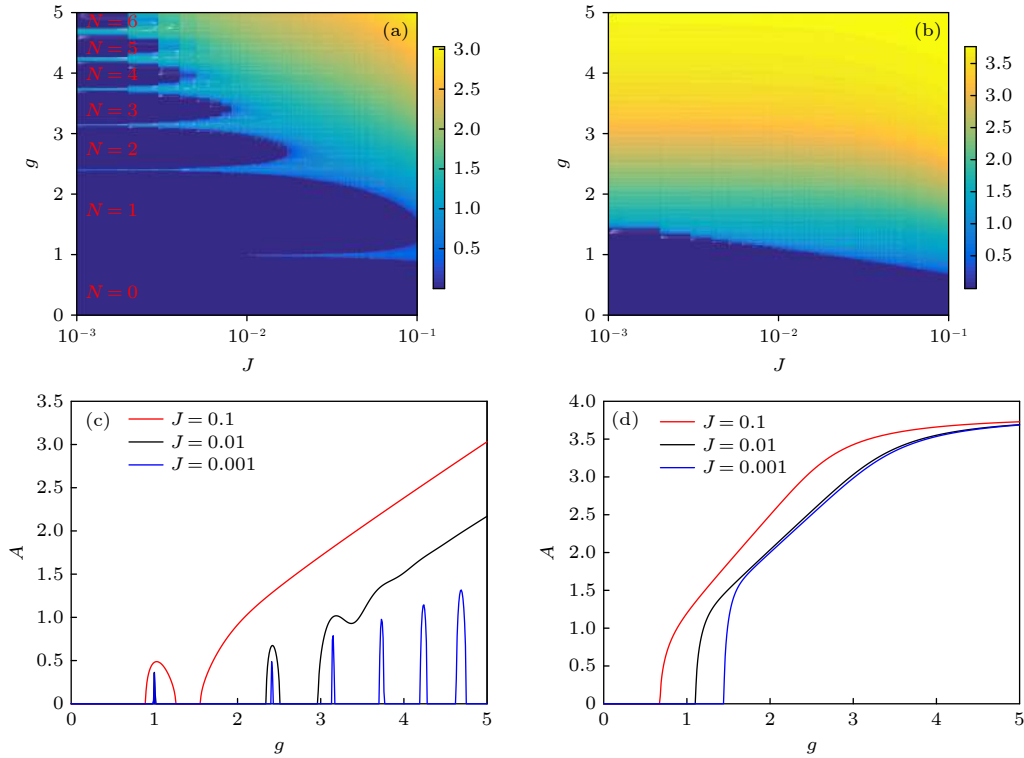 (a)
5
4
3
2
1
0
g
N = 6
N = 5
N = 4
N = 3
N = 2
N = 1
N = 0
10⁻³
10⁻²
10⁻¹
J
3.0
2.5
2.0
1.5
1.0
0.5
(b)
5
4
3
2
1
0
g
10⁻³
10⁻²
10⁻¹
J
3.5
3.0
2.5
2.0
1.5
1.0
0.5
(c)
J = 0.1
J = 0.01
J = 0.001
3.5
3.0
2.5
2.0
1.5
1.0
0.5
0
A
0 1 2 3 4 5
g
(d)
J = 0.1
J = 0.01
J = 0.001
4.0
3.5
3.0
2.5
2.0
1.5
1.0
0.5
0
A
0 1 2 3 4 5
g